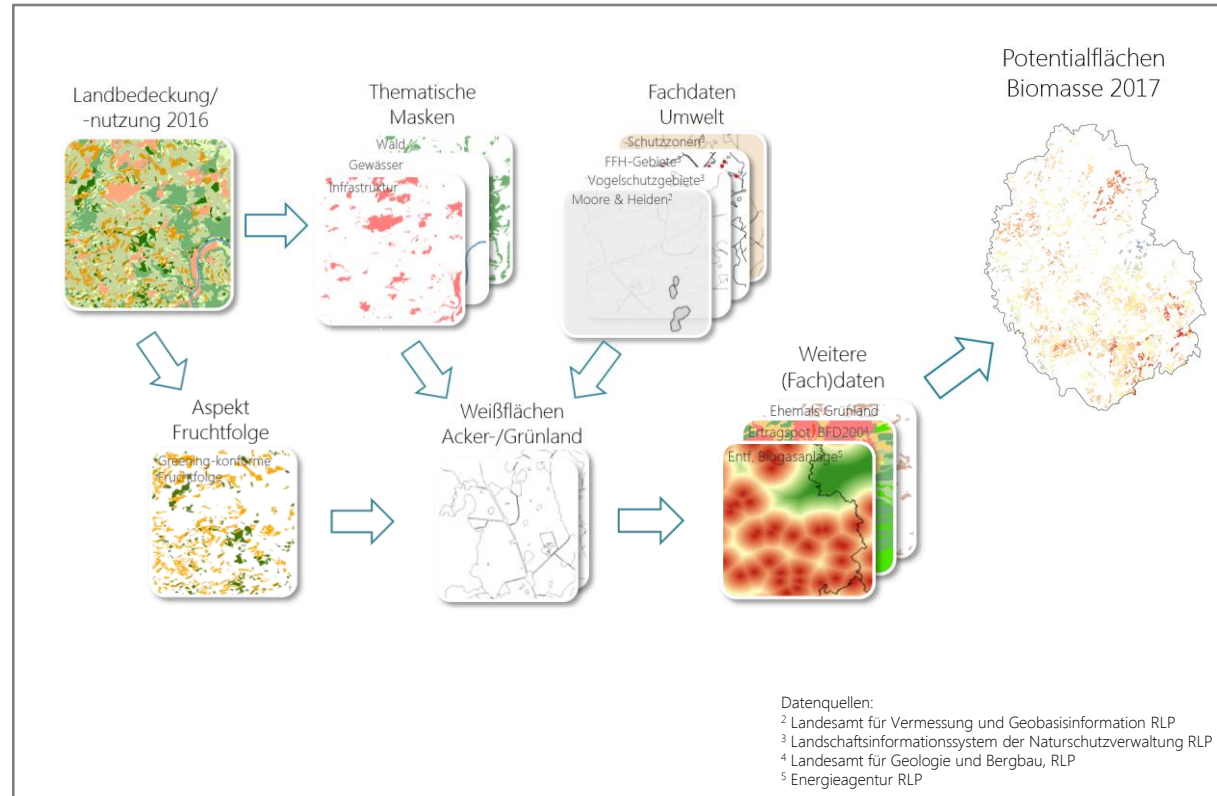 Landbedeckung/
-nutzung 2016
Thematische
Masken
Wald
Gewässer
Infrastruktur
Fachdaten
Umwelt
Schutzzonen³
FFH-Gebiete³
Vogelschutzgebiete³
Moore & Heiden²
Potentialflächen
Biomasse 2017
Aspekt
Fruchtfolge
Greening-konforme
Fruchtfolge
Weißflächen
Acker-/Grünland
Weitere
(Fach)daten
Ehemals Grünland
Ertragspot. BFD200⁴
Entf. Biogasanlage⁵
Datenquellen:
² Landesamt für Vermessung und Geobasisinformation RLP
³ Landschaftsinformationssystem der Naturschutzverwaltung RLP
⁴ Landesamt für Geologie und Bergbau, RLP
⁵ Energieagentur RLP